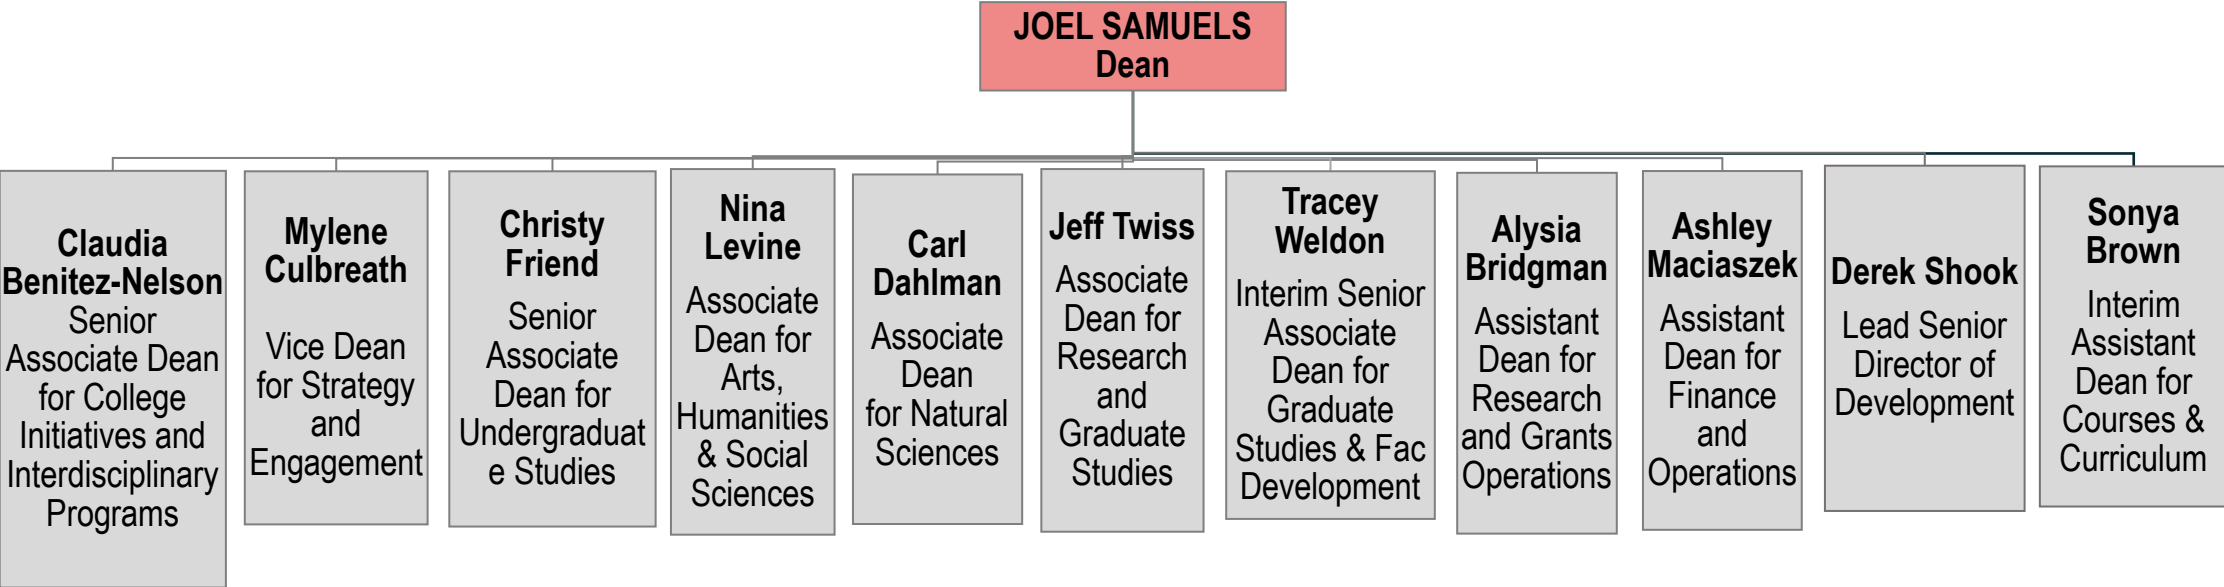 JOEL SAMUELS
Dean
Claudia
Benitez-Nelson
Senior
Associate Dean
for College
Initiatives and
Interdisciplinary
Programs
Mylene
Culbreath
Vice Dean
for Strategy
and
Engagement
Christy
Friend
Senior
Associate
Dean for
Undergraduat
e Studies
Nina
Levine
Associate
Dean for
Arts,
Humanities
& Social
Sciences
Carl
Dahlman
Associate
Dean
for Natural
Sciences
Jeff Twiss
Associate
Dean for
Research
and
Graduate
Studies
Tracey
Weldon
Interim Senior
Associate
Dean for
Graduate
Studies & Fac
Development
Alysia
Bridgman
Assistant
Dean for
Research
and Grants
Operations
Ashley
Maciaszek
Assistant
Dean for
Finance
and
Operations
Derek Shook
Lead Senior
Director of
Development
Sonya
Brown
Interim
Assistant
Dean for
Courses &
Curriculum